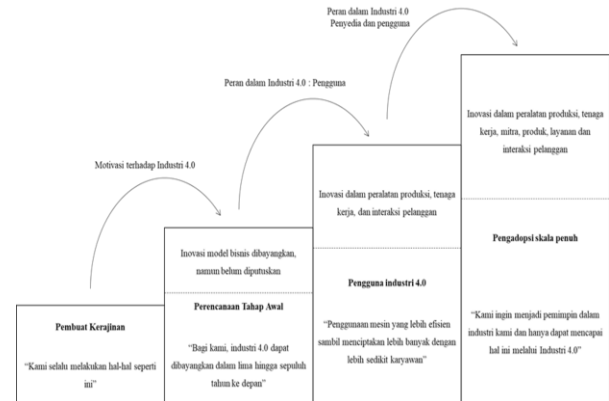 Peran dalam Industri 4.0
Penyedia dan pengguna
Peran dalam Industri 4.0 : Pengguna
Motivasi terhadap Industri 4.0
Pembuat Kerajinan
“Kami selalu melakukan hal-hal seperti
ini”
Inovasi model bisnis dibayangkan,
namun belum diputuskan
Perencanaan Tahap Awal
“Bagi kami, industri 4.0 dapat
dibayangkan dalam lima hingga sepuluh
tahun ke depan”
Inovasi dalam peralatan produksi, tenaga
kerja, dan interaksi pelanggan
Pengguna industri 4.0
“Penggunaan mesin yang lebih efisien
sambil menciptakan lebih banyak dengan
lebih sedikit karyawan”
Inovasi dalam peralatan produksi, tenaga
kerja, mitra, produk, layanan dan
interaksi pelanggan
Pengadopsi skala penuh
“Kami ingin menjadi pemimpin dalam
industri kami dan hanya dapat mencapai
hal ini melalui Industri 4.0”